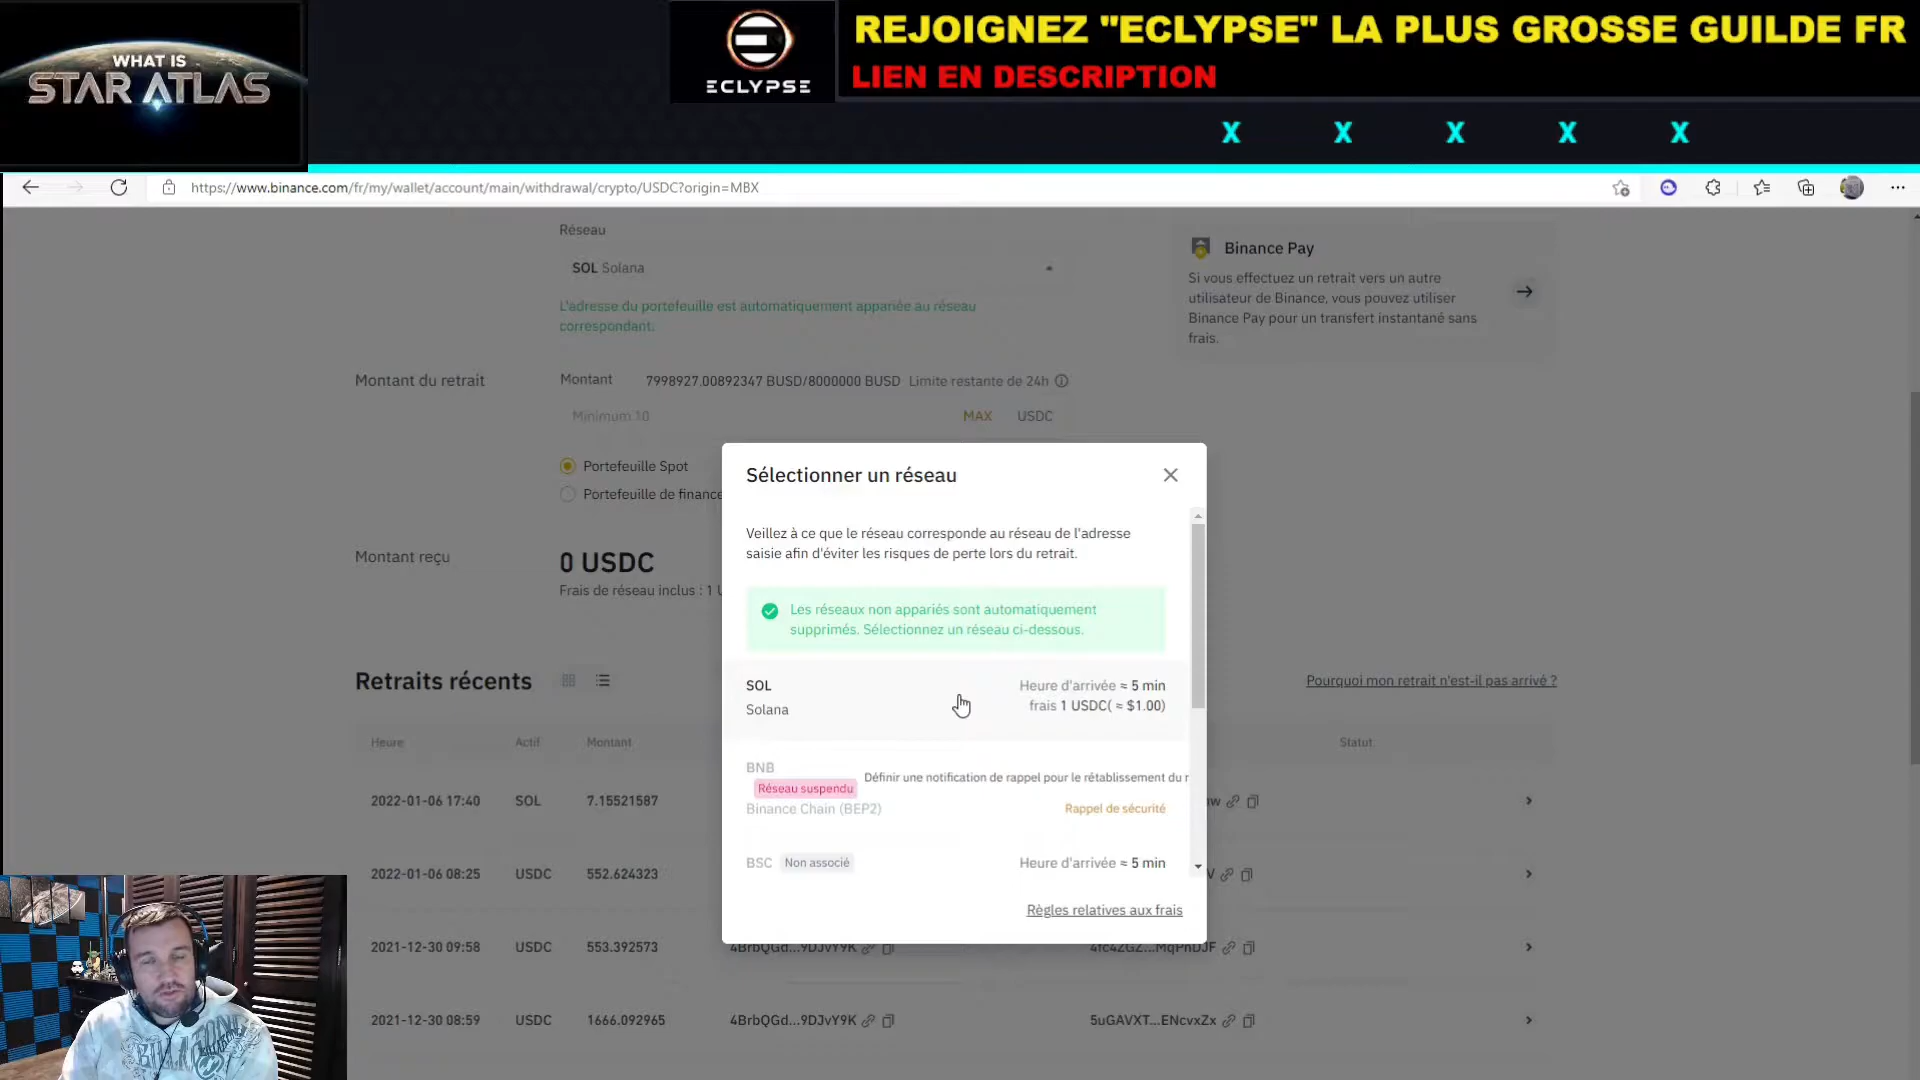 WHAT IS
STAR ATLAS
ECLYPSE
REJOIGNEZ "ECLYPSE" LA PLUS GROSSE GUILDE FR
LIEN EN DESCRIPTION
X X X X X
https://www.binance.com/fr/my/wallet/account/main/withdrawal/crypto/USDC?origin=MBX
Réseau
SOL Solana
L'adresse du portefeuille est automatiquement appariée au réseau
correspondant.
Binance Pay
Si vous effectuez un retrait vers un autre
utilisateur de Binance, vous pouvez utiliser
Binance Pay pour un transfert instantané sans
frais.
Montant du retrait
Montant 7998927.00892347 BUSD/8000000 BUSD Limite restante de 24h
Minimum 10 MAX USDC
Portefeuille Spot
Portefeuille de finance
Montant reçu
0 USDC
Frais de réseau inclus : 1
Sélectionner un réseau
Veillez à ce que le réseau corresponde au réseau de l'adresse
saisie afin d'éviter les risques de perte lors du retrait.
Les réseaux non appariés sont automatiquement
supprimés. Sélectionnez un réseau ci-dessous.
SOL Heure d'arrivée ≈ 5 min
Solana frais 1 USDC( ≈ $1.00)
BNB
Définir une notification de rappel pour le rétablissement du r
Réseau suspendu
Binance Chain (BEP2) Rappel de sécurité
BSC Non associé Heure d'arrivée ≈ 5 min
Règles relatives aux frais
Retraits récents
Pourquoi mon retrait n'est-il pas arrivé ?
Heure Actif Montant Statut
2022-01-06 17:40 SOL 7.15521587
2022-01-06 08:25 USDC 552.624323
2021-12-30 09:58 USDC 553.392573 4BrbQGd...9DJvY9K 4fc4ZGZ...MqPnDJF
2021-12-30 08:59 USDC 1666.092965 4BrbQGd...9DJvY9K 5uGAVXT...ENcvxZx